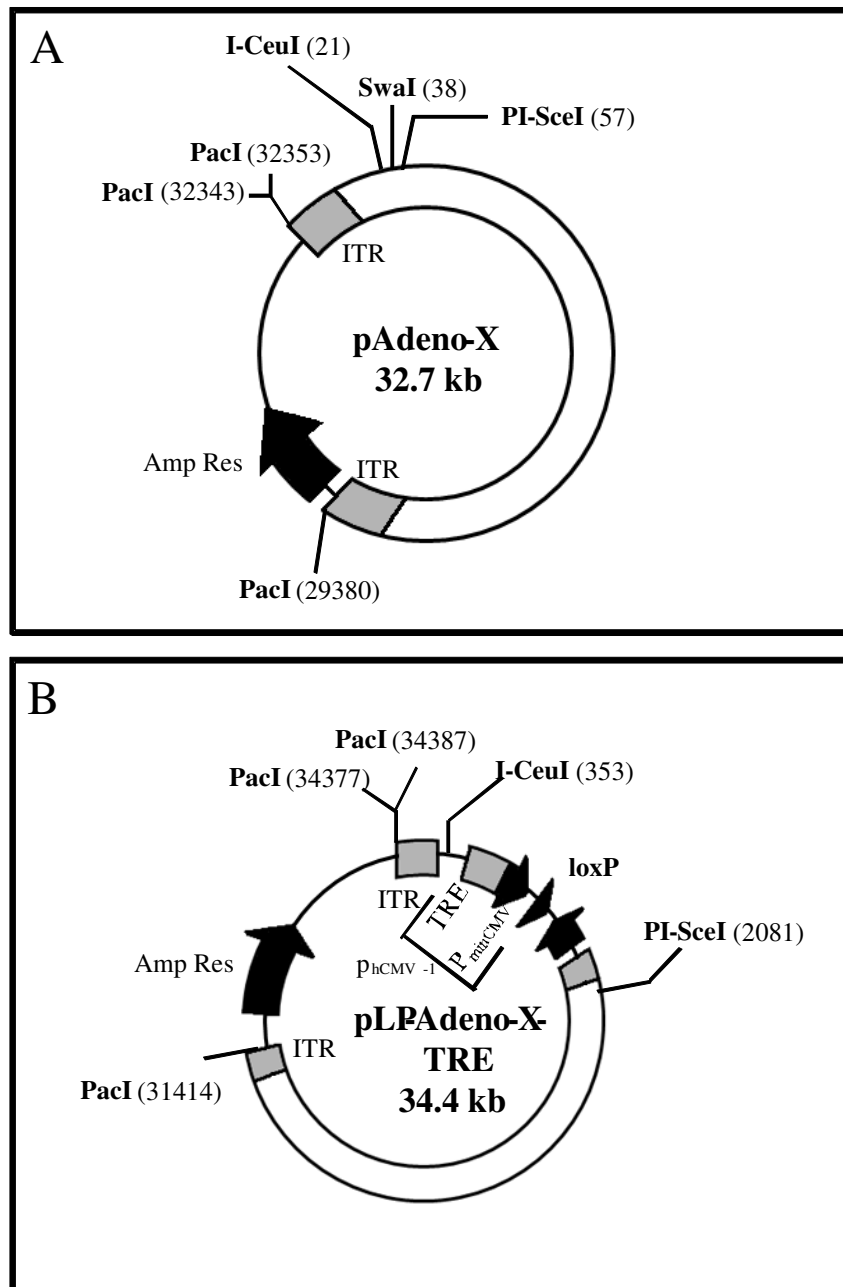 A
I-CeuI (21)
SwaI (38)
PI-SceI (57)
PacI (32353)
PacI (32343)
ITR
pAdeno-X
32.7 kb
Amp Res
ITR
PacI (29380)
B
PacI (34387)
PacI (34377)
I-CeuI (353)
loxP
ITR
TRE
PminiCMV
PI-SceI (2081)
Amp Res
phCMV -1
pLP-Adeno-X-
TRE
34.4 kb
ITR
PacI (31414)